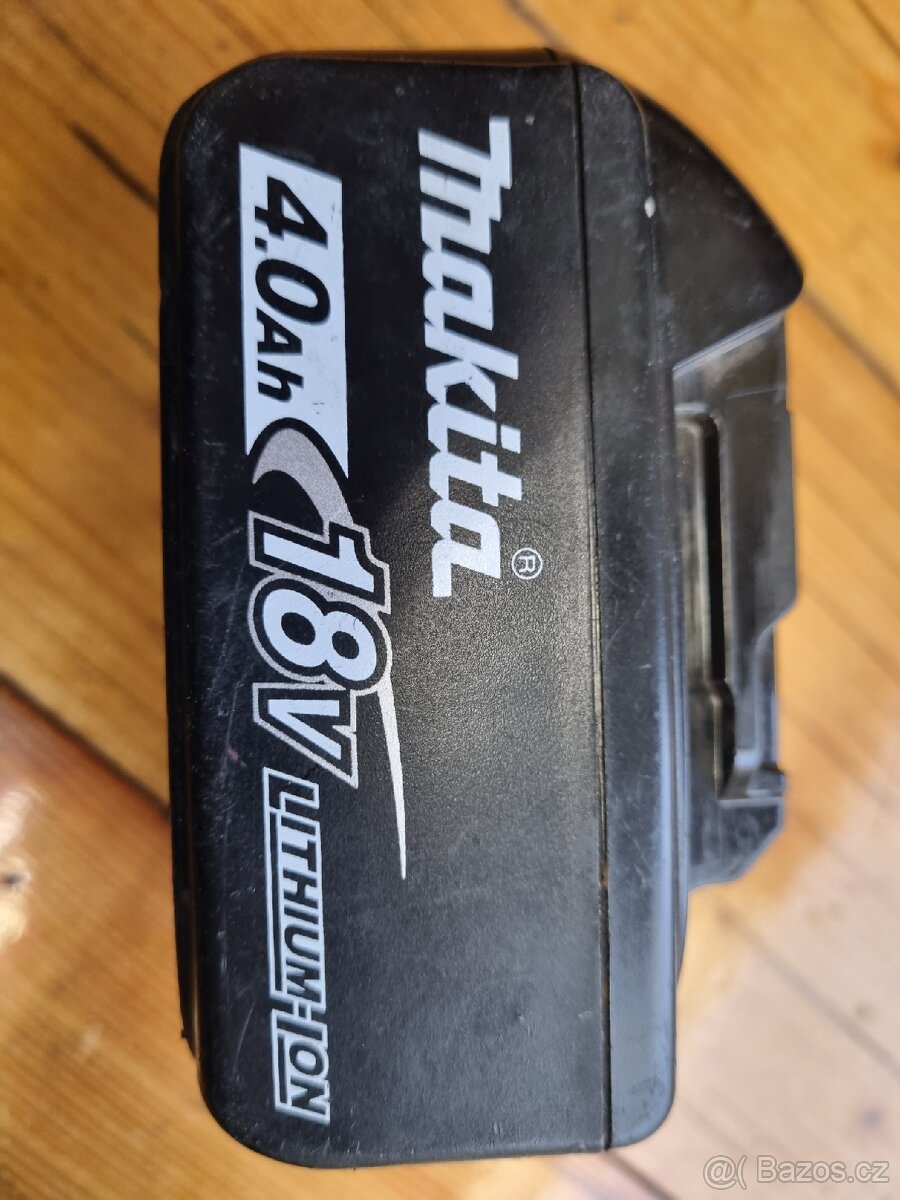 makita®
4.0Ah 18V LITHIUM-ION
@( Bazos.cz